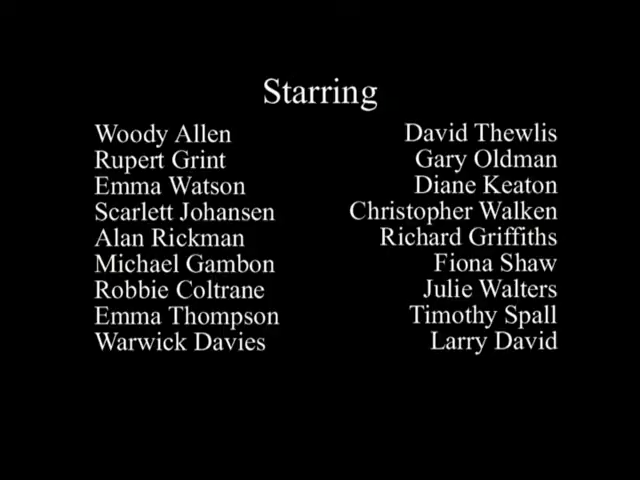 Starring
Woody Allen
Rupert Grint
Emma Watson
Scarlett Johansen
Alan Rickman
Michael Gambon
Robbie Coltrane
Emma Thompson
Warwick Davies
David Thewlis
Gary Oldman
Diane Keaton
Christopher Walken
Richard Griffiths
Fiona Shaw
Julie Walters
Timothy Spall
Larry David